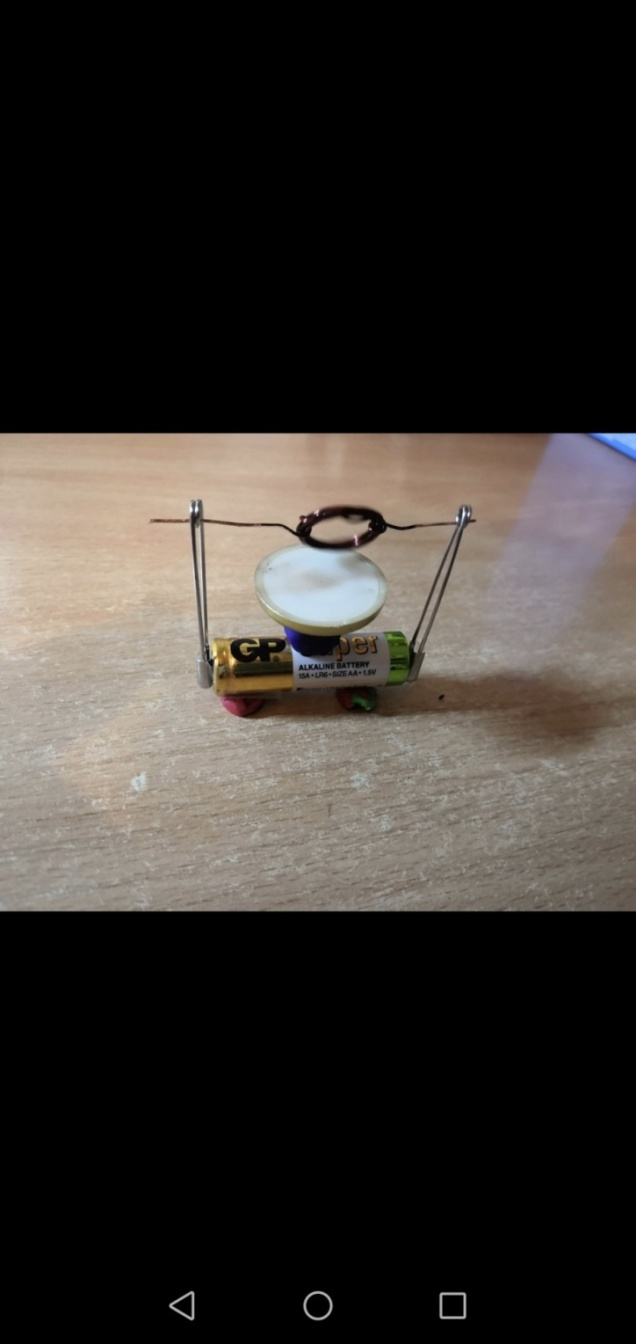 GP
ALKALINE BATTERY
15A • LR6 • SIZE AA • 1.5V